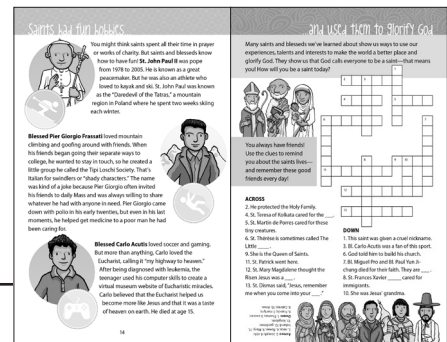 Saints had fun hobbies
You might think saints spent all their time in prayer
or works of charity. But saints and blesseds know
how to have fun! St. John Paul II was pope
from 1978 to 2005. He is known as a great
peacemaker. But he was also an athlete who
loved to kayak and ski. St. John Paul was known
as the "Daredevil of the Tatras," a mountain
region in Poland where he spent two weeks skiing
each winter.
Blessed Pier Giorgio Frassati loved mountain
climbing and goofing around with friends. When
his friends began going their separate ways to
college, he wanted to stay in touch, so he created a
little group he called the Tipi Loschi Society. That's
Italian for swindlers or "shady characters." The name
was kind of a joke because Pier Giorgio often invited
his friends to daily Mass and was always willing to share
whatever he had with anyone in need. Pier Giorgio came
down with polio in his early twenties, but even in his last
moments, he helped get medicine to a poor man he had
been caring for.
Blessed Carlo Acutis loved soccer and gaming.
But more than anything, Carlo loved the
Eucharist, calling it "my highway to heaven."
After being diagnosed with leukemia, the
teenager used his computer skills to create a
virtual museum website of Eucharistic miracles.
Carlo believed that the Eucharist helped us
become more like Jesus and that it was a taste
of heaven on earth. He died at age 15.
14
...and used them to glorify God
Many saints and blesseds we've learned about show us ways to use our
experiences, talents and interests to make the world a better place and
glorify God. They show us that God calls everyone to be a saint—that means
you! How will you be a saint today?
You always have friends!
Use the clues to remind
you about the saints lives—
and remember these good
friends every day!
ACROSS
2. He protected the Holy Family.
4. St. Teresa of Kolkata cared for the ___.
5. St. Martin de Porres cared for these
tiny creatures.
6. St. Thérèse is sometimes called The
Little ____.
9. She is the Queen of Saints.
11. St. Patrick went here.
12. St. Mary Magdalene thought the
Risen Jesus was a ___.
13. St. Dismas said, "Jesus, remember
me when you come into your ____."
DOWN
1. This saint was given a cruel nickname.
3. Bl. Carlo Acutis was a fan of this sport.
6. God told him to build his church.
7. Bl. Miguel Pro and Bl. Paul Yun Ji-
chung died for their faith. They are ____.
8. St. Francis Xavier _____ cared for
immigrants.
10. She was Jesus' grandma.